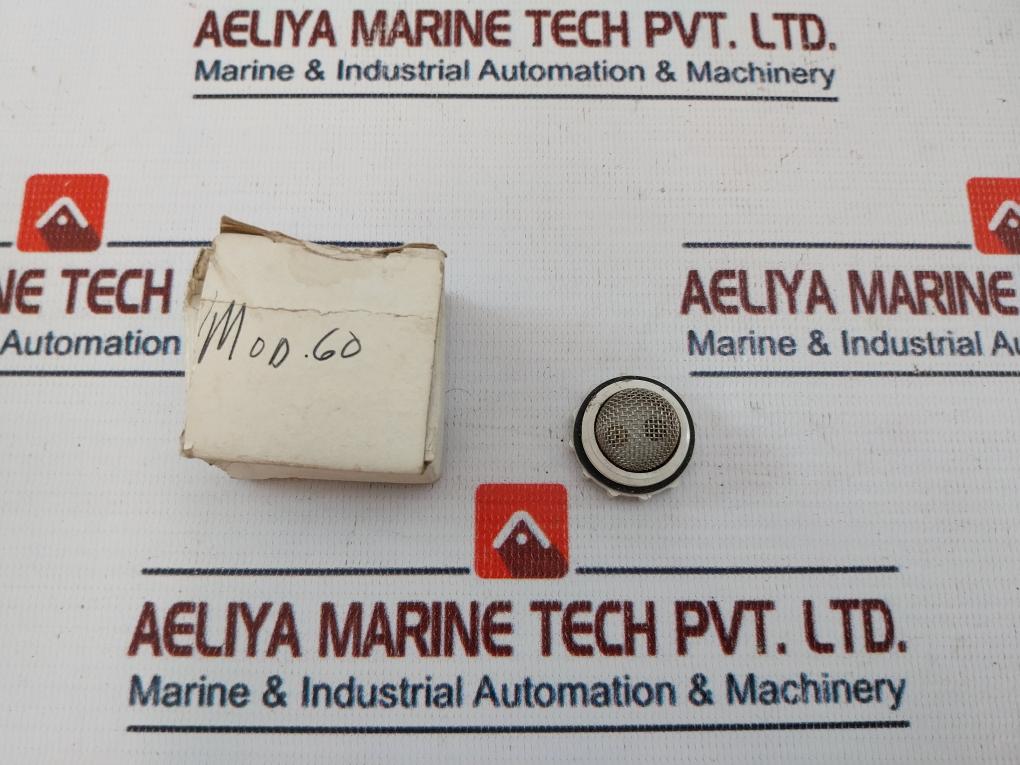 AELIYA MARINE TECH PVT. LTD.
Marine & Industrial Automation & Machinery
NE TECH
Automation
AELIYA MARINE
Marine & Industrial Au
MOD.60
AELIYA MARINE TECH PVT. LTD.
Marine & Industrial Automation & Machinery